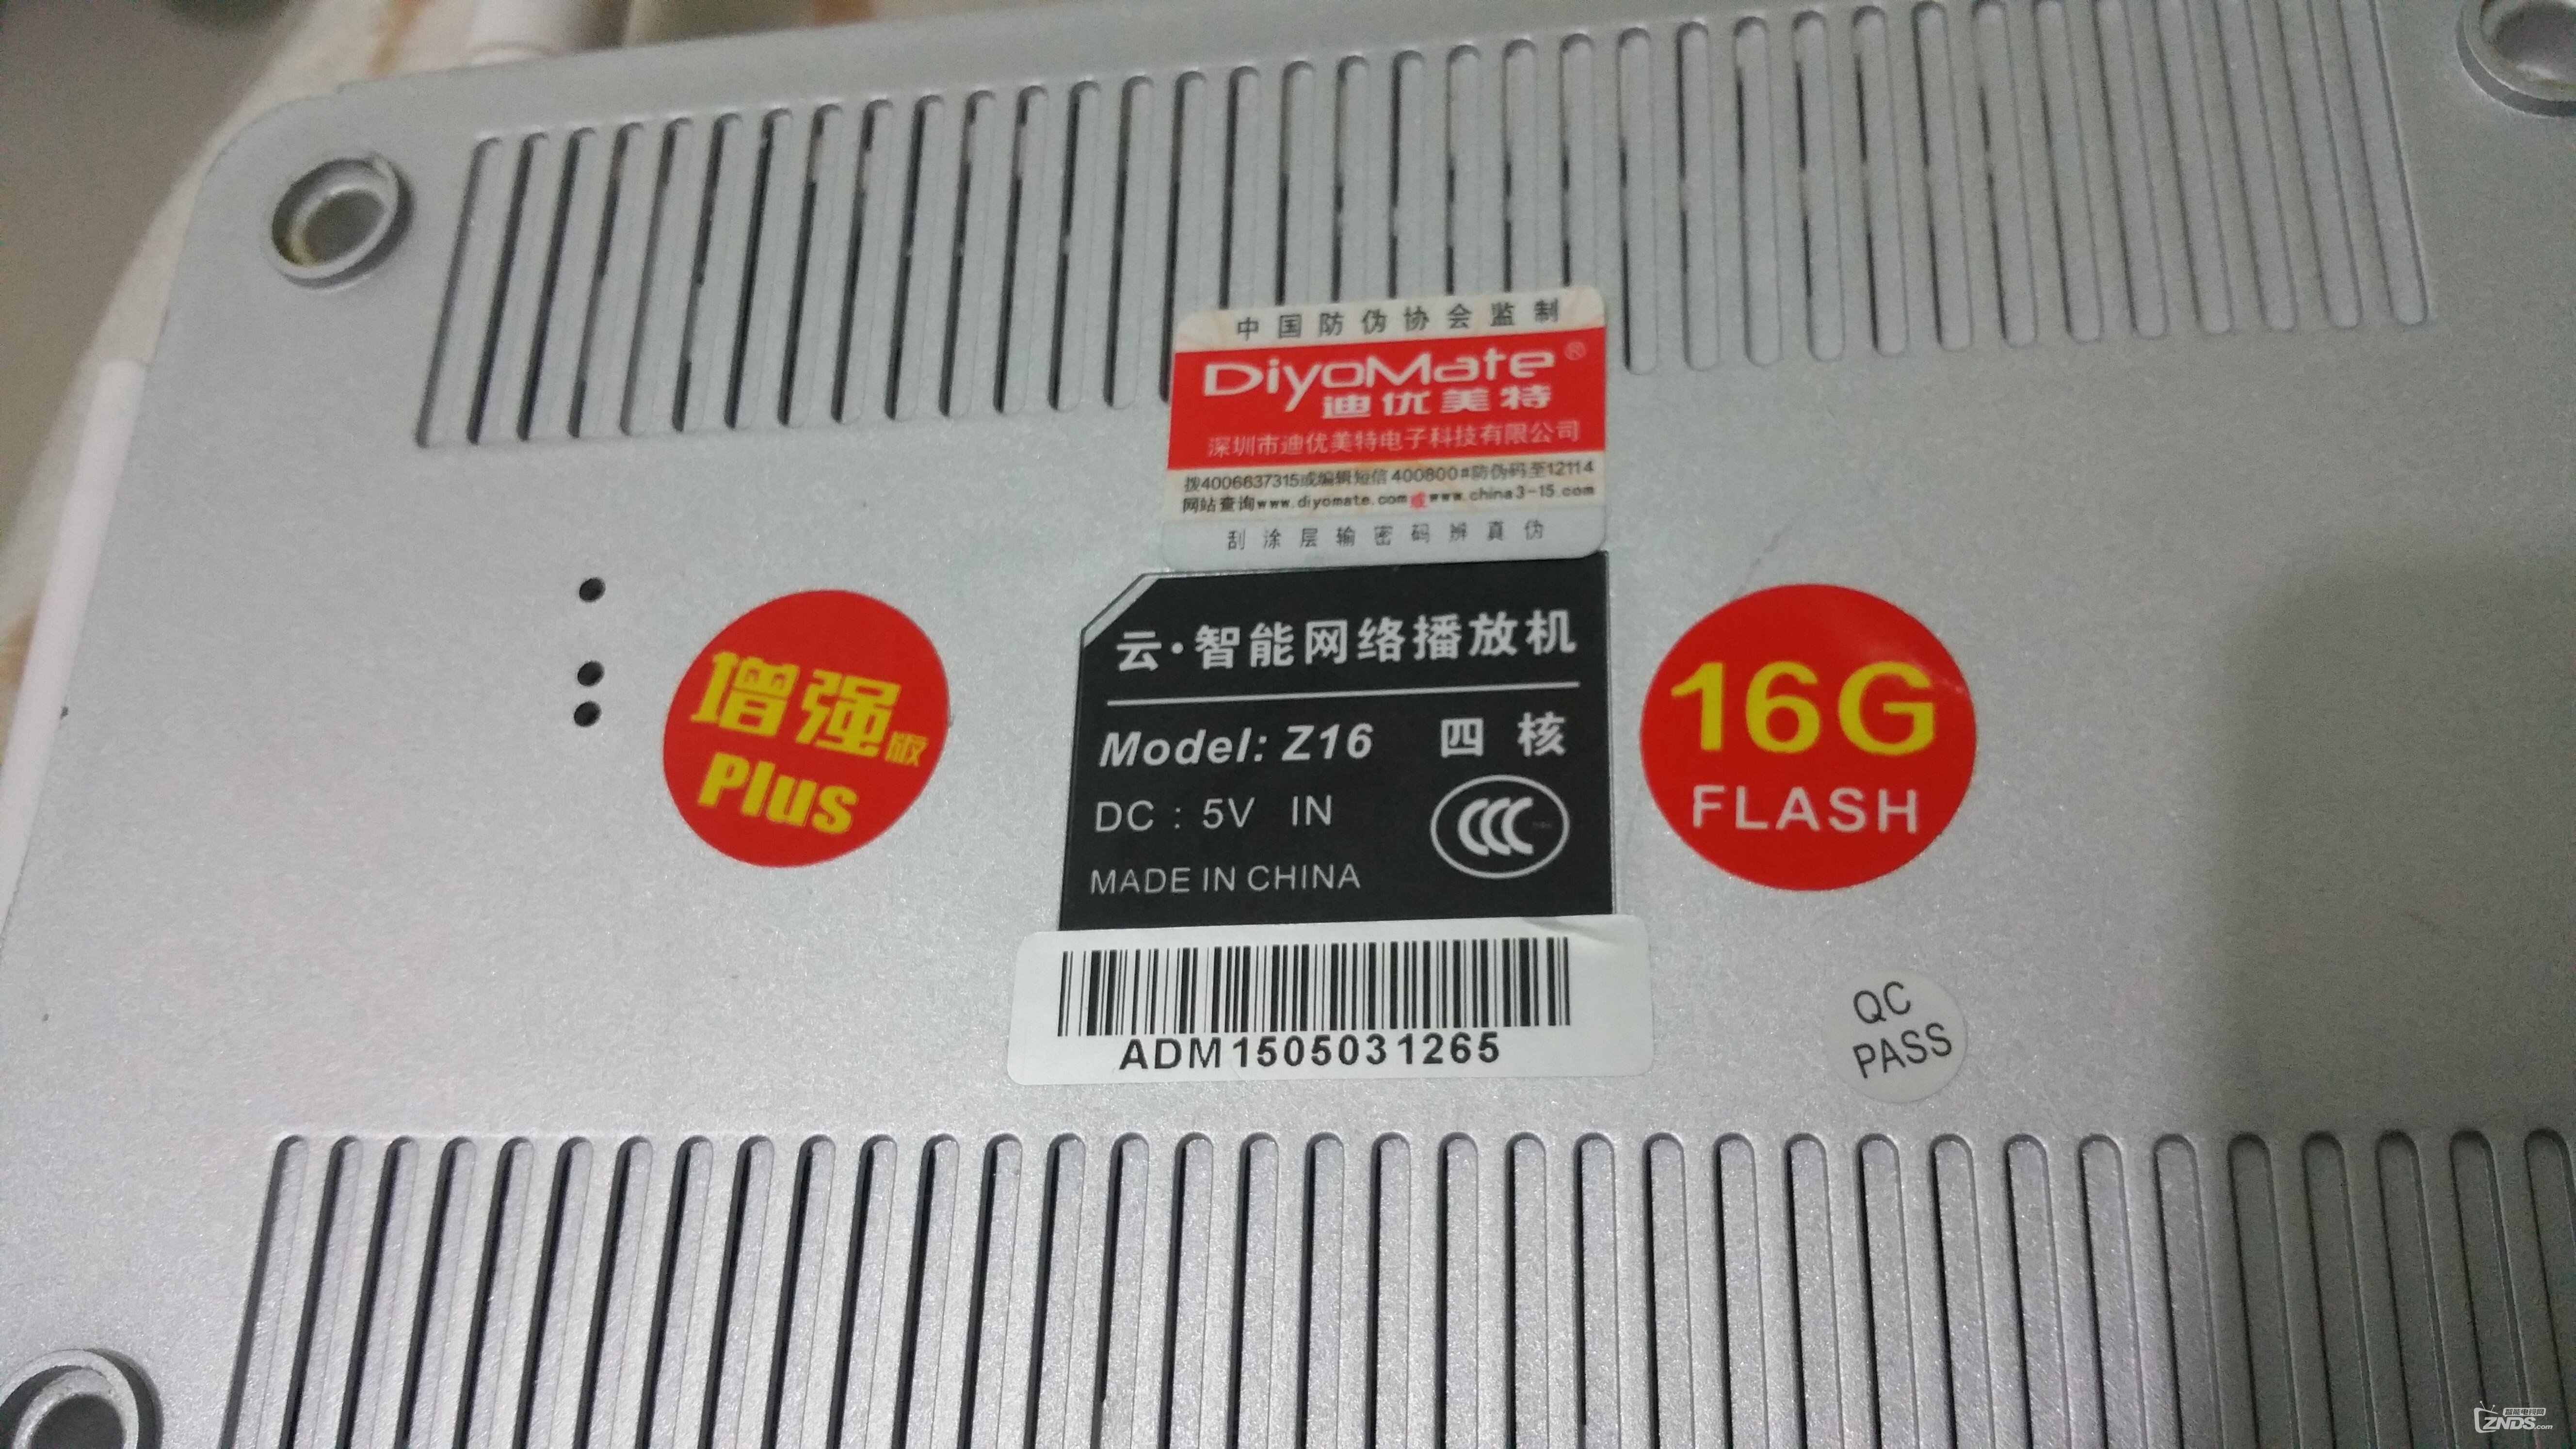 中国防伪协会监制
DiyoMate®
迪优美特
深圳市迪优美特电子科技有限公司
拨4006637315或编辑短信400800#防伪码至12114
网站查询www.diyomate.com或www.china3-15.com
刮涂层输密码辨真伪
增强版
Plus
云·智能网络播放机
Model: Z16 四核
DC : 5V IN
CCC
MADE IN CHINA
16G
FLASH
ADM1505031265
QC
PASS
智能电视网
ZNDS.com